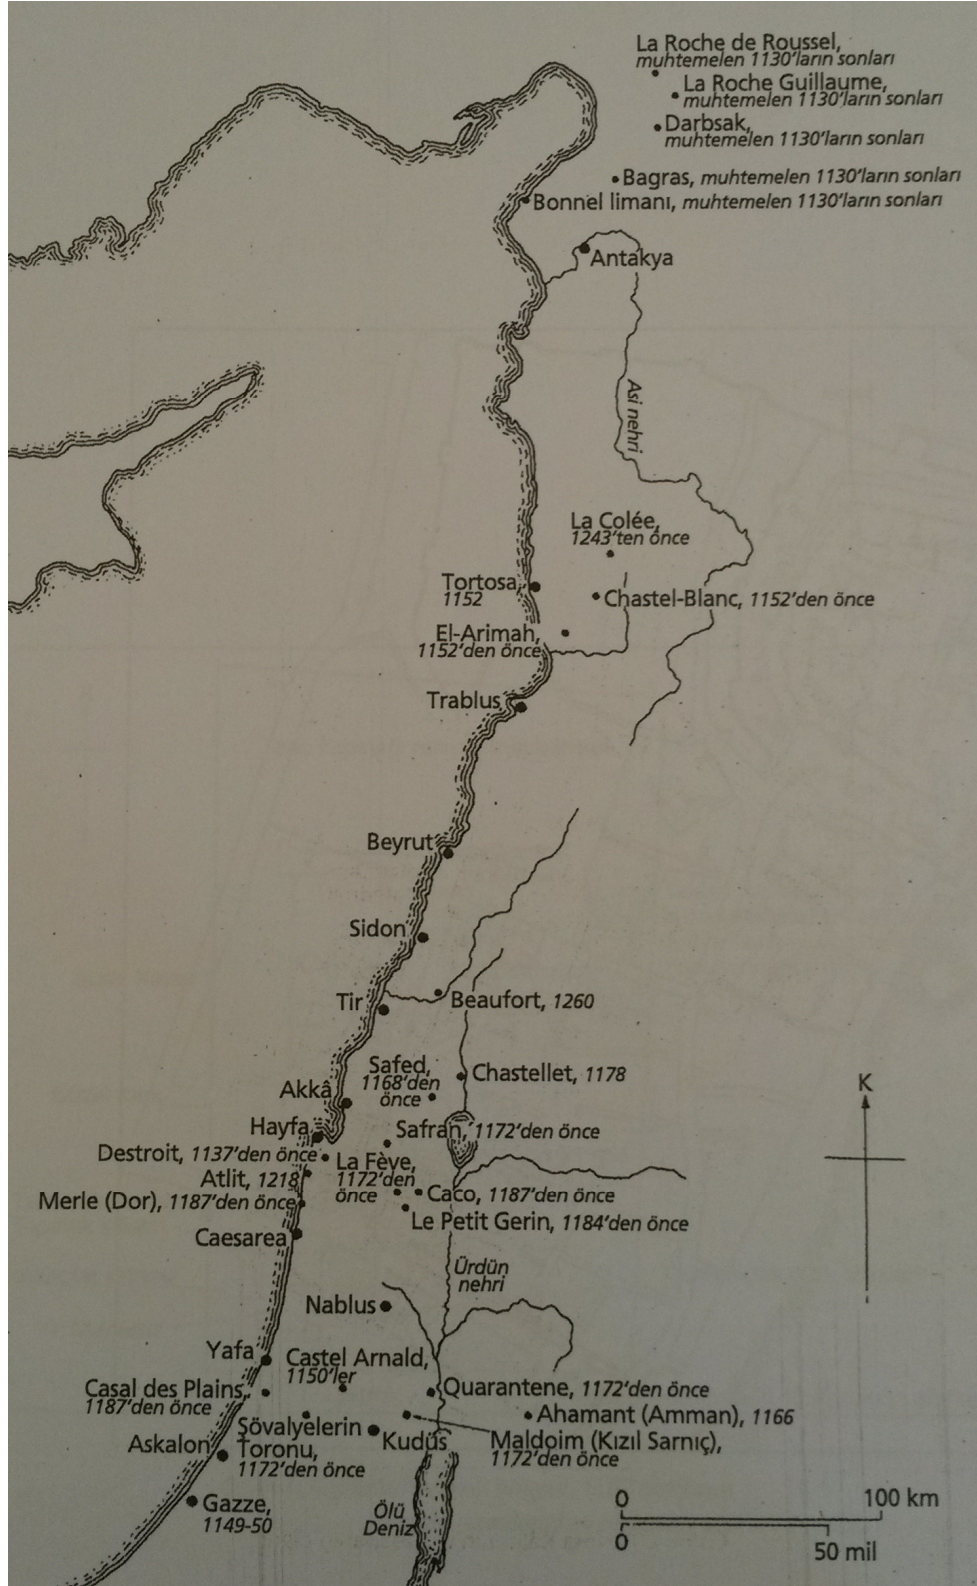 La Roche de Roussel,
muhtemelen 1130'ların sonları
La Roche Guillaume,
muhtemelen 1130'ların sonları
Darbsak,
muhtemelen 1130'ların sonları
Bagras, muhtemelen 1130'ların sonları
Bonnel limanı, muhtemelen 1130'ların sonları
Antakya
Asi nehri
La Colée,
1243'ten önce
Tortosa,
1152
Chastel-Blanc, 1152'den önce
El-Arimah,
1152'den önce
Trablus
Beyrut
Sidon
Tir
Beaufort, 1260
Safed,
1168'den
önce
Chastellet, 1178
Akkâ
Hayfa
Safran, 1172'den önce
Destroit, 1137'den önce
La Fève,
1172'den
önce
Atlit, 1218
Caco, 1187'den önce
Merle (Dor), 1187'den önce
Le Petit Gerin, 1184'den önce
Caesarea
Ürdün
nehri
Nablus
Yafa
Castel Arnald,
1150'ler
Casal des Plains,
1187'den önce
Quarantene, 1172'den önce
Ahamant (Amman), 1166
Şövalyelerin
Toronu,
1172'den önce
Kudüs
Maldoim (Kızıl Sarnıç),
1172'den önce
Askalon
Gazze,
1149-50
Ölü
Deniz
K
0 100 km
0 50 mil